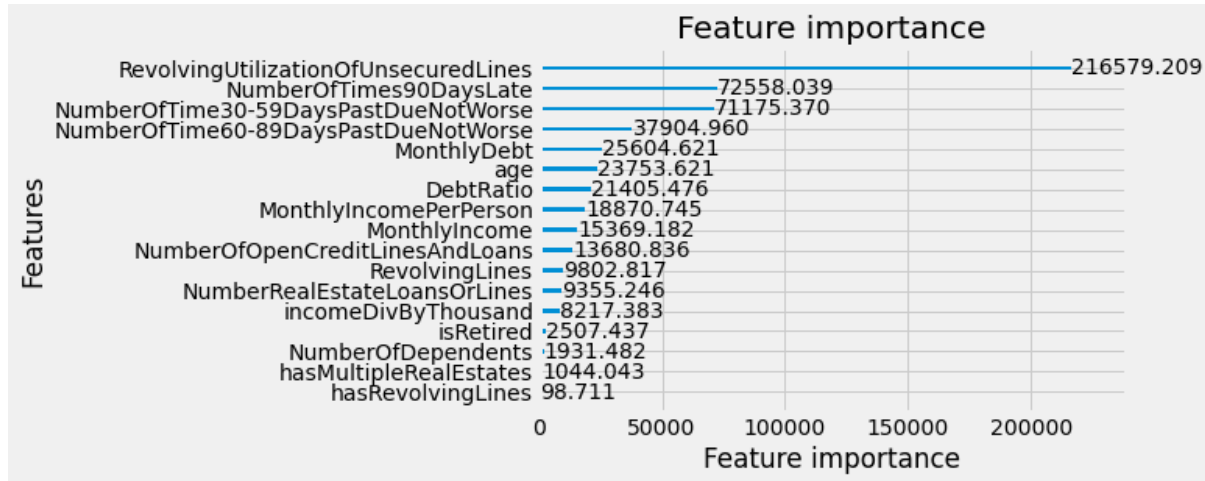 Feature importance
RevolvingUtilizationOfUnsecuredLines 216579.209
NumberOfTimes90DaysLate 72558.039
NumberOfTime30-59DaysPastDueNotWorse 71175.370
NumberOfTime60-89DaysPastDueNotWorse 37904.960
MonthlyDebt 25604.621
age 23753.621
DebtRatio 21405.476
MonthlyIncomePerPerson 18870.745
MonthlyIncome 15369.182
NumberOfOpenCreditLinesAndLoans 13680.836
RevolvingLines 9802.817
NumberRealEstateLoansOrLines 9355.246
incomeDivByThousand 8217.383
isRetired 2507.437
NumberOfDependents 1931.482
hasMultipleRealEstates 1044.043
hasRevolvingLines 98.711
Features
0 50000 100000 150000 200000
Feature importance